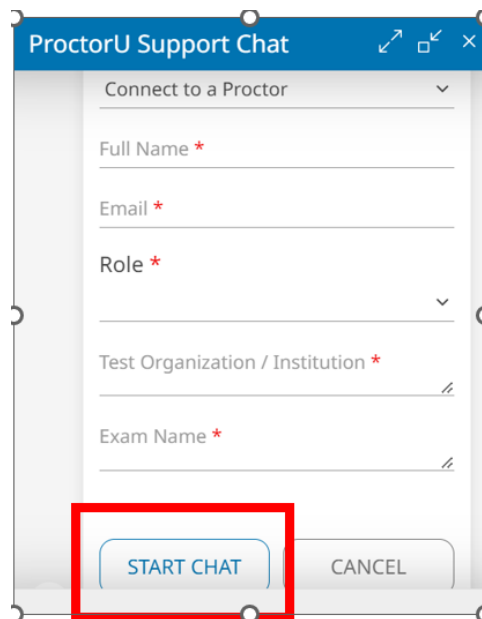 ProctorU Support Chat
Connect to a Proctor
Full Name *
Email *
Role *
Test Organization / Institution *
Exam Name *
START CHAT CANCEL